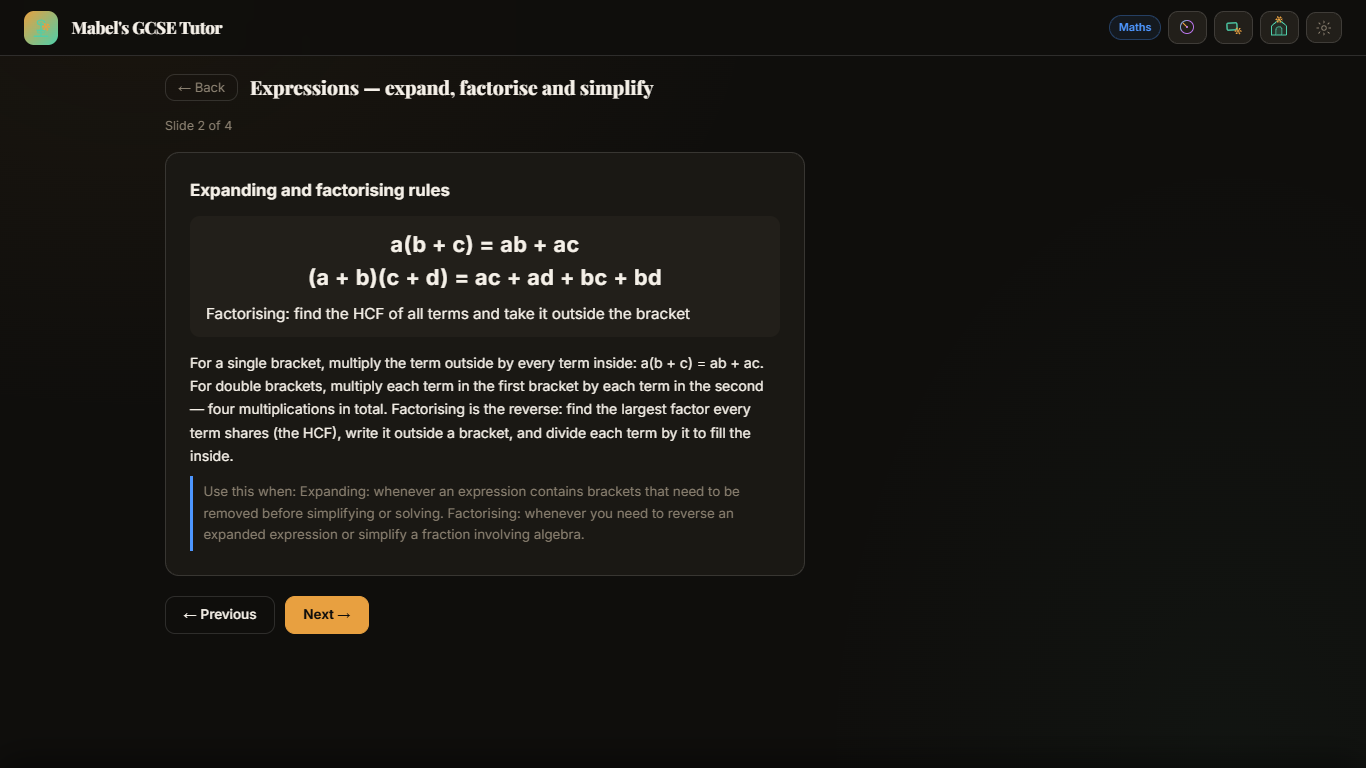 Mabel's GCSE Tutor
Maths
← Back
Expressions — expand, factorise and simplify
Slide 2 of 4
Expanding and factorising rules
a(b + c) = ab + ac
(a + b)(c + d) = ac + ad + bc + bd
Factorising: find the HCF of all terms and take it outside the bracket
For a single bracket, multiply the term outside by every term inside: a(b + c) = ab + ac.
For double brackets, multiply each term in the first bracket by each term in the second
— four multiplications in total. Factorising is the reverse: find the largest factor every
term shares (the HCF), write it outside a bracket, and divide each term by it to fill the
inside.
Use this when: Expanding: whenever an expression contains brackets that need to be
removed before simplifying or solving. Factorising: whenever you need to reverse an
expanded expression or simplify a fraction involving algebra.
← Previous
Next →